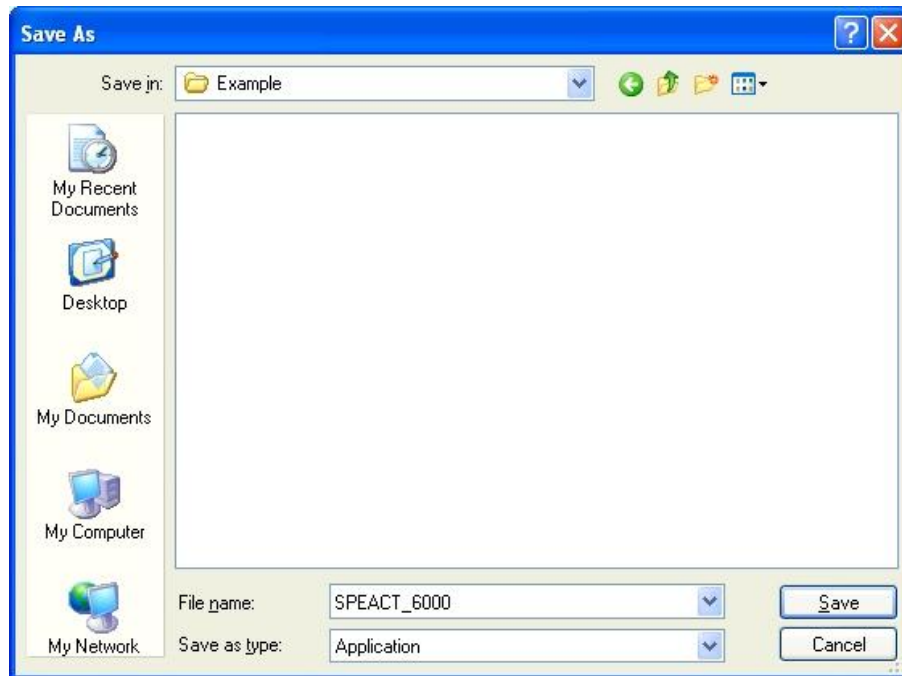 Save As
Save in: Example
My Recent
Documents
Desktop
My Documents
My Computer
My Network
File name: SPEACT_6000 Save
Save as type: Application Cancel